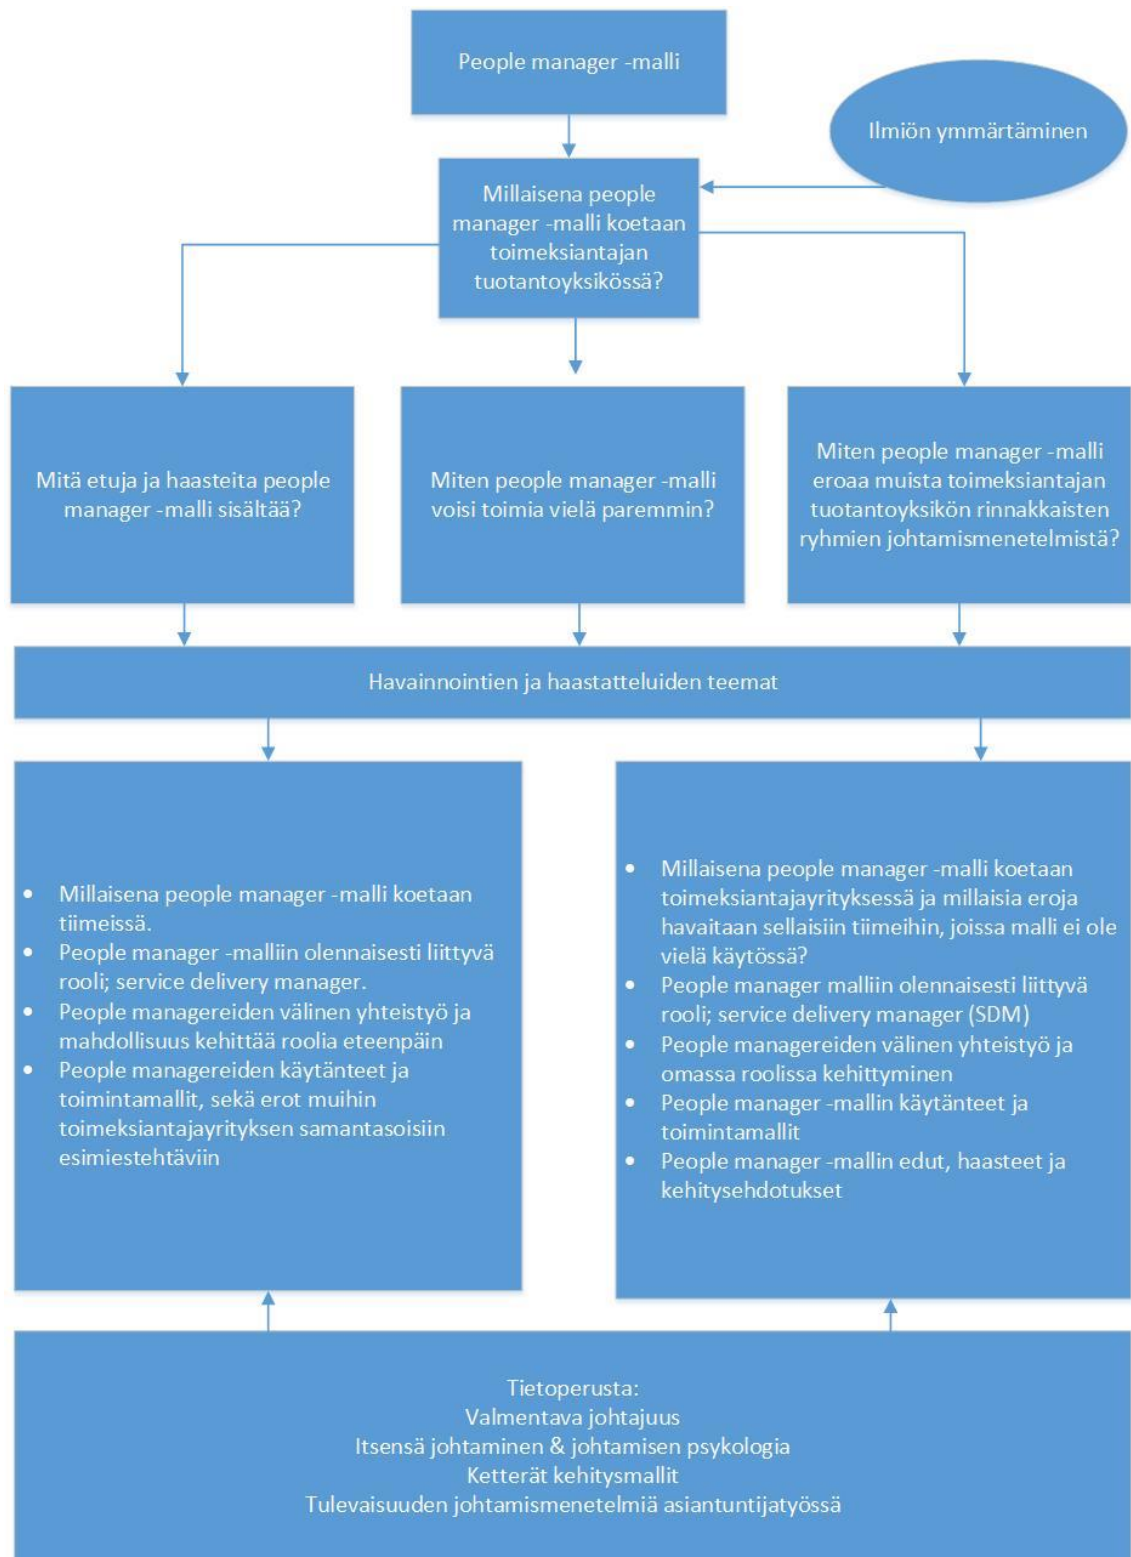 People manager -malli
Ilmiön ymmärtäminen
Millaisena people
manager -malli koetaan
toimeksiantajan
tuotantoyksikössä?
Mitä etuja ja haasteita people
manager -malli sisältää?
Miten people manager -malli
voisi toimia vielä paremmin?
Miten people manager -malli
eroaa muista toimeksiantajan
tuotantoyksikön rinnakkaisten
ryhmien johtamismenetelmistä?
Havainnointien ja haastatteluiden teemat
• Millaisena people manager -malli koetaan
tiimeissä.
• People manager -malliin olennaisesti liittyvä
rooli; service delivery manager.
• People managereiden välinen yhteistyö ja
mahdollisuus kehittää roolia eteenpäin
• People managereiden käytänteet ja
toimintamallit, sekä erot muihin
toimeksiantajayrityksen samantasoisiin
esimiestehtäviin
• Millaisena people manager -malli koetaan
toimeksiantajayrityksessä ja millaisia eroja
havaitaan sellaisiin tiimeihin, joissa malli ei ole
vielä käytössä?
• People manager malliin olennaisesti liittyvä
rooli; service delivery manager (SDM)
• People managereiden välinen yhteistyö ja
omassa roolissa kehittyminen
• People manager -mallin käytänteet ja
toimintamallit
• People manager -mallin edut, haasteet ja
kehitysehdotukset
Tietoperusta:
Valmentava johtajuus
Itsensä johtaminen & johtamisen psykologia
Ketterät kehitysmallit
Tulevaisuuden johtamismenetelmiä asiantuntijatyössä